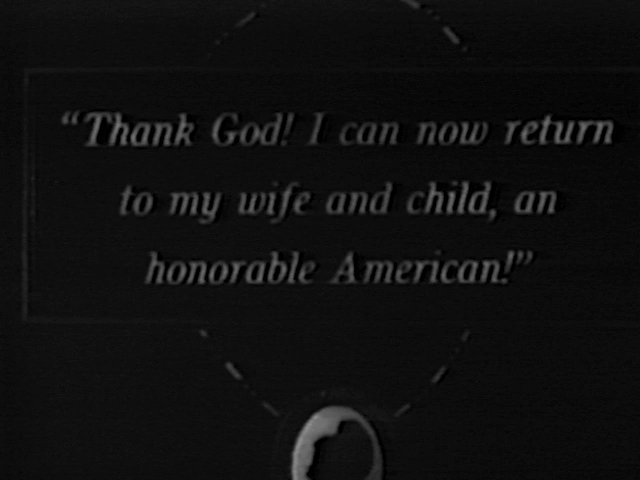 “Thank God! I can now return
to my wife and child, an
honorable American!”